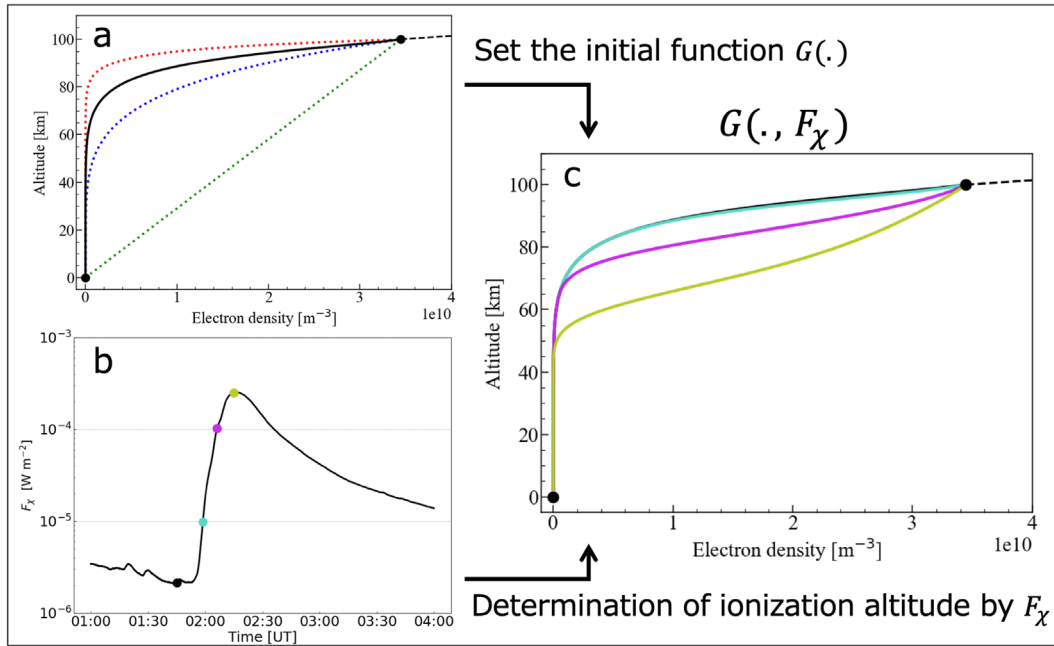 a
100
80
60
40
20
0
Altitude [km]
0 1 2 3 4
1e10
Electron density [m⁻³]
b
10⁻³
10⁻⁴
10⁻⁵
10⁻⁶
Fχ [W m⁻²]
01:00 01:30 02:00 02:30 03:00 03:30 04:00
Time [UT]
Set the initial function G(.)
G(., Fχ)
c
100
80
60
40
20
0
Altitude [km]
0 1 2 3 4
1e10
Electron density [m⁻³]
Determination of ionization altitude by Fχ